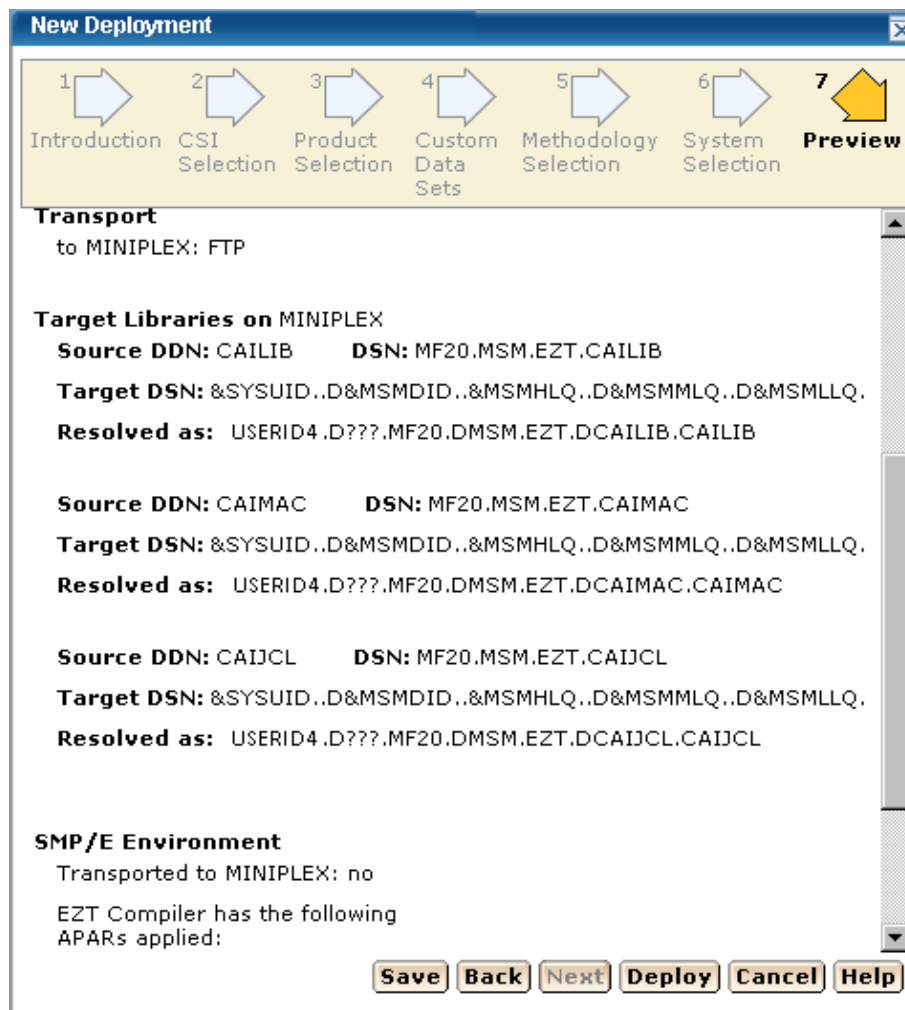 New Deployment
1 2 3 4 5 6 7
Introduction CSI Selection Product Selection Custom Data Sets Methodology Selection System Selection Preview
Transport
to MINIPLEX: FTP
Target Libraries on MINIPLEX
Source DDN: CAILIB DSN: MF20.MSM.EZT.CAILIB
Target DSN: &SYSUID..D&MSMDID..&MSMHLQ..D&MSMMLQ..D&MSMLLQ.
Resolved as: USERID4.D???.MF20.DMSM.EZT.DCAILIB.CAILIB
Source DDN: CAIMAC DSN: MF20.MSM.EZT.CAIMAC
Target DSN: &SYSUID..D&MSMDID..&MSMHLQ..D&MSMMLQ..D&MSMLLQ.
Resolved as: USERID4.D???.MF20.DMSM.EZT.DCAIMAC.CAIMAC
Source DDN: CAIJCL DSN: MF20.MSM.EZT.CAIJCL
Target DSN: &SYSUID..D&MSMDID..&MSMHLQ..D&MSMMLQ..D&MSMLLQ.
Resolved as: USERID4.D???.MF20.DMSM.EZT.DCAIJCL.CAIJCL
SMP/E Environment
Transported to MINIPLEX: no
EZT Compiler has the following
APARs applied:
Save Back Next Deploy Cancel Help